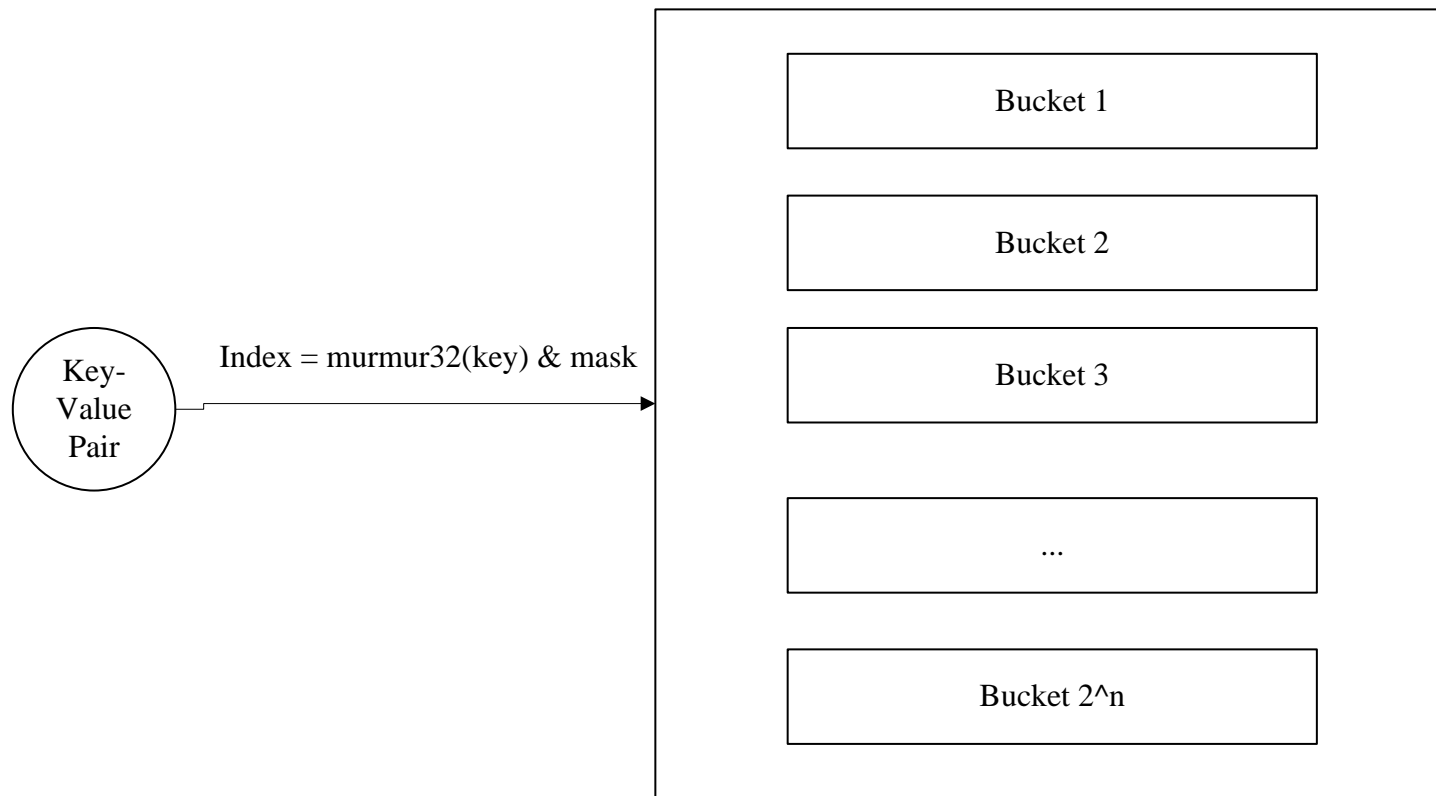 Key-
Value
Pair
Index = murmur32(key) & mask
Bucket 1
Bucket 2
Bucket 3
...
Bucket 2^n